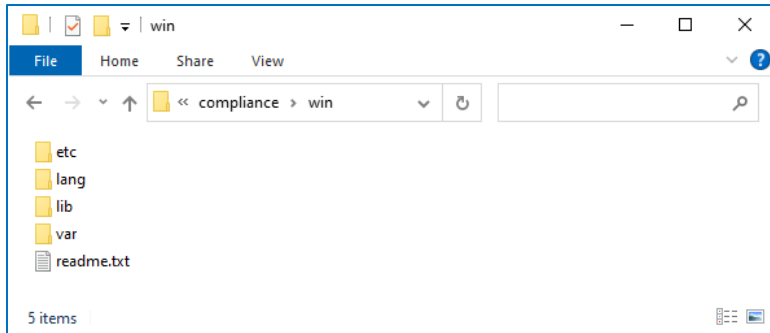 win
File Home Share View
« compliance › win
etc
lang
lib
var
readme.txt
5 items